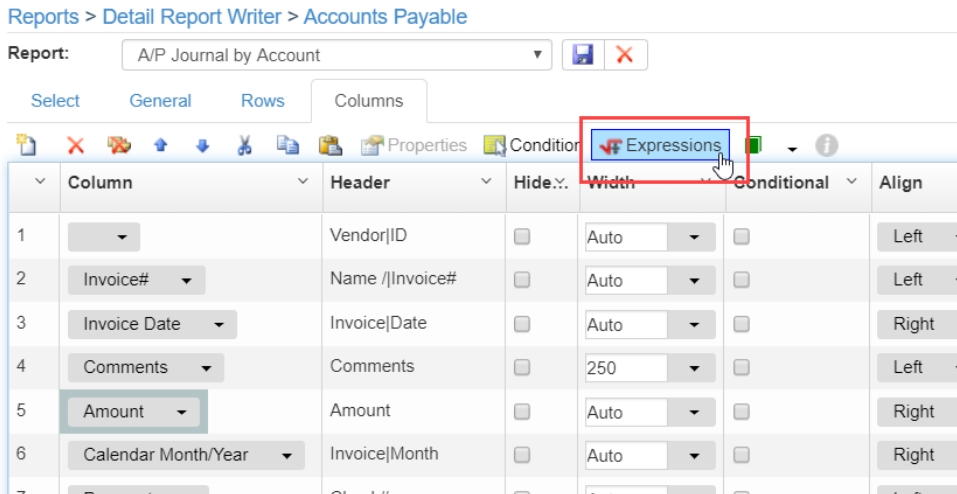 Reports > Detail Report Writer > Accounts Payable
Report: A/P Journal by Account
Select General Rows Columns
Properties Condition Expressions
Column Header Hide... Width Conditional Align
1 Vendor|ID Auto Left
2 Invoice# Name /|Invoice# Auto Left
3 Invoice Date Invoice|Date Auto Right
4 Comments Comments 250 Left
5 Amount Amount Auto Right
6 Calendar Month/Year Invoice|Month Auto Right